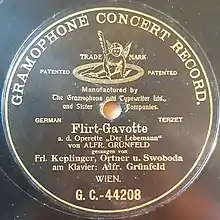 GRAMOPHONE CONCERT RECORD.
TRADE MARK.
PATENTED PATENTED
Manufactured by
The Gramophone and Typewriter Ltd.,
and Sister Companies.
GERMAN TERZET
Flirt-Gavotte
a. d. Operette „Der Lebemann"
von ALFR. GRÜNFELD
gesungen von
Frl. Keplinger, Ortner u. Swoboda
am Klavier: Alfr. Grünfeld
WIEN.
G. C.-44208